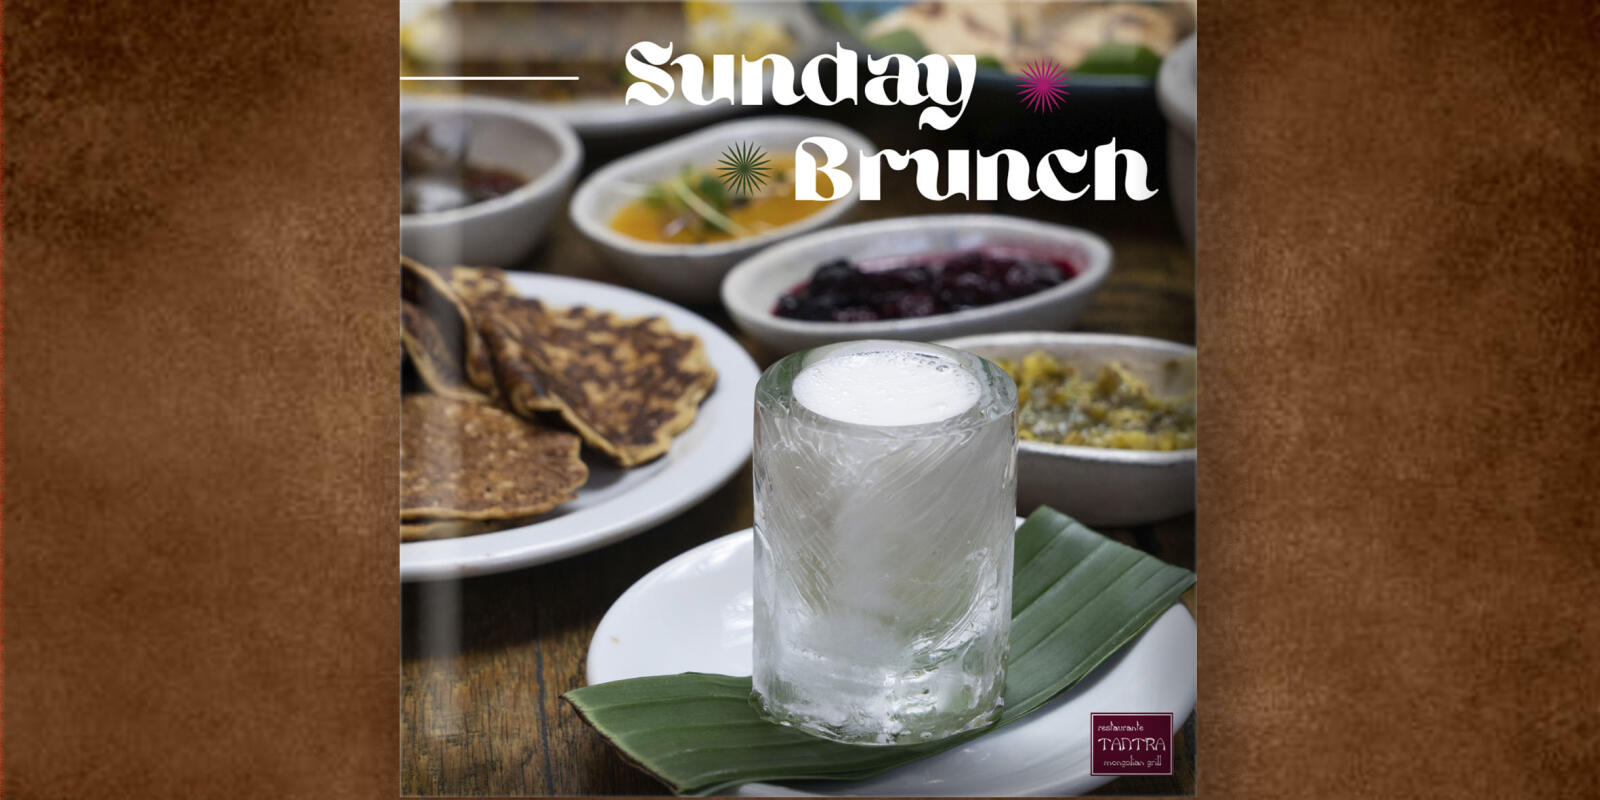 Sunday
Brunch
restaurante
TANTRA
mongolian grill